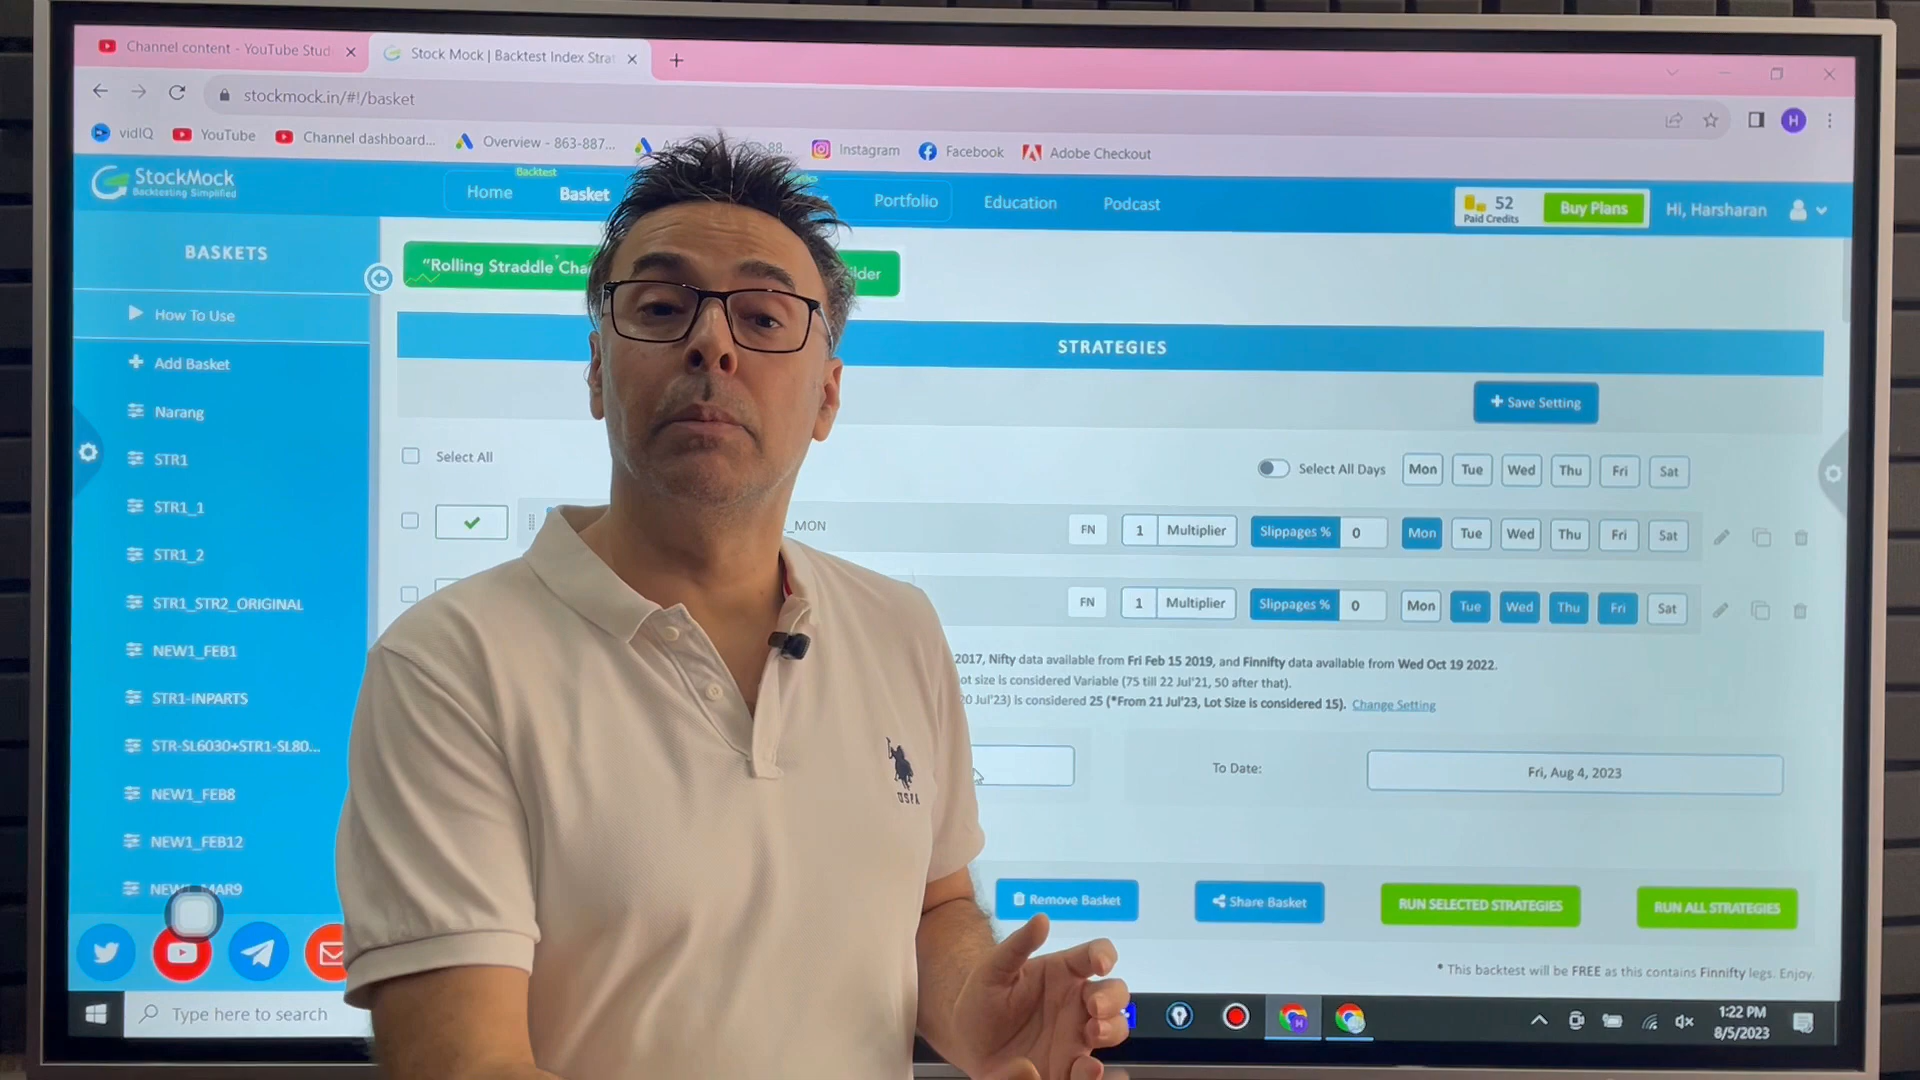 Channel content - YouTube Stud
Stock Mock | Backtest Index Strat
stockmock.in/#!/basket
vidIQ
YouTube
Channel dashboard...
Overview - 863-887...
88...
Instagram
Facebook
Adobe Checkout
H
StockMock
Backtesting Simplified
Backtest
Home
Basket
Portfolio
Education
Podcast
52
Paid Credits
Buy Plans
Hi, Harsharan
BASKETS
How To Use
Add Basket
Narang
STR1
STR1_1
STR1_2
STR1_STR2_ORIGINAL
NEW1_FEB1
STR1-INPARTS
STR-SL6030+STR1-SL80...
NEW1_FEB8
NEW1_FEB12
"Rolling Straddle Cha
ilder
STRATEGIES
+ Save Setting
Select All
Select All Days
Mon Tue Wed Thu Fri Sat
_MON
FN
1 Multiplier
Slippages % 0
Mon Tue Wed Thu Fri Sat
FN
1 Multiplier
Slippages % 0
Mon Tue Wed Thu Fri Sat
2017, Nifty data available from Fri Feb 15 2019, and Finnifty data available from Wed Oct 19 2022.
ot size is considered Variable (75 till 22 Jul'21, 50 after that).
20 Jul'23) is considered 25 (*From 21 Jul'23, Lot Size is considered 15). Change Setting
To Date:
Fri, Aug 4, 2023
Remove Basket
Share Basket
RUN SELECTED STRATEGIES
RUN ALL STRATEGIES
* This backtest will be FREE as this contains Finnifty legs. Enjoy.
USPA
Type here to search
1:22 PM
8/5/2023